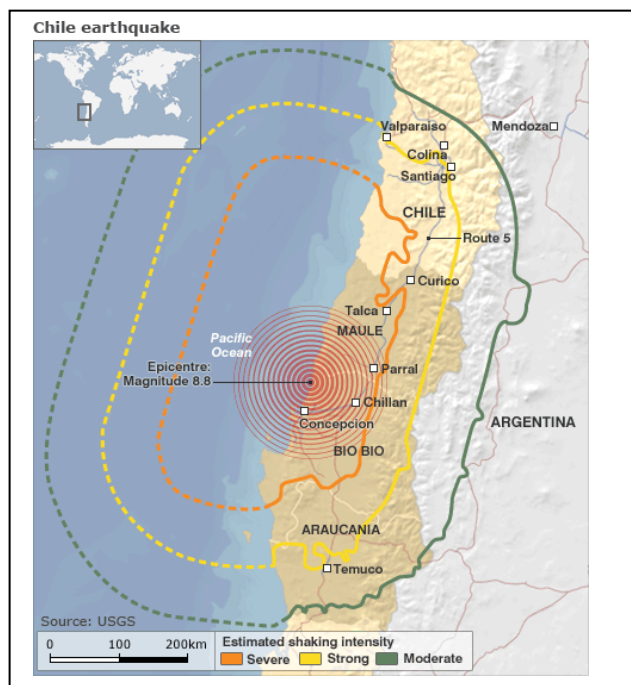 Chile earthquake
Valparaiso
Mendoza
Colina
Santiago
CHILE
Route 5
Curico
Talca
MAULE
Pacific
Ocean
Epicentre:
Magnitude 8.8
Parral
Chillan
Concepcion
ARGENTINA
BIO BIO
ARAUCANIA
Temuco
Source: USGS
0 100 200km
Estimated shaking intensity
Severe Strong Moderate